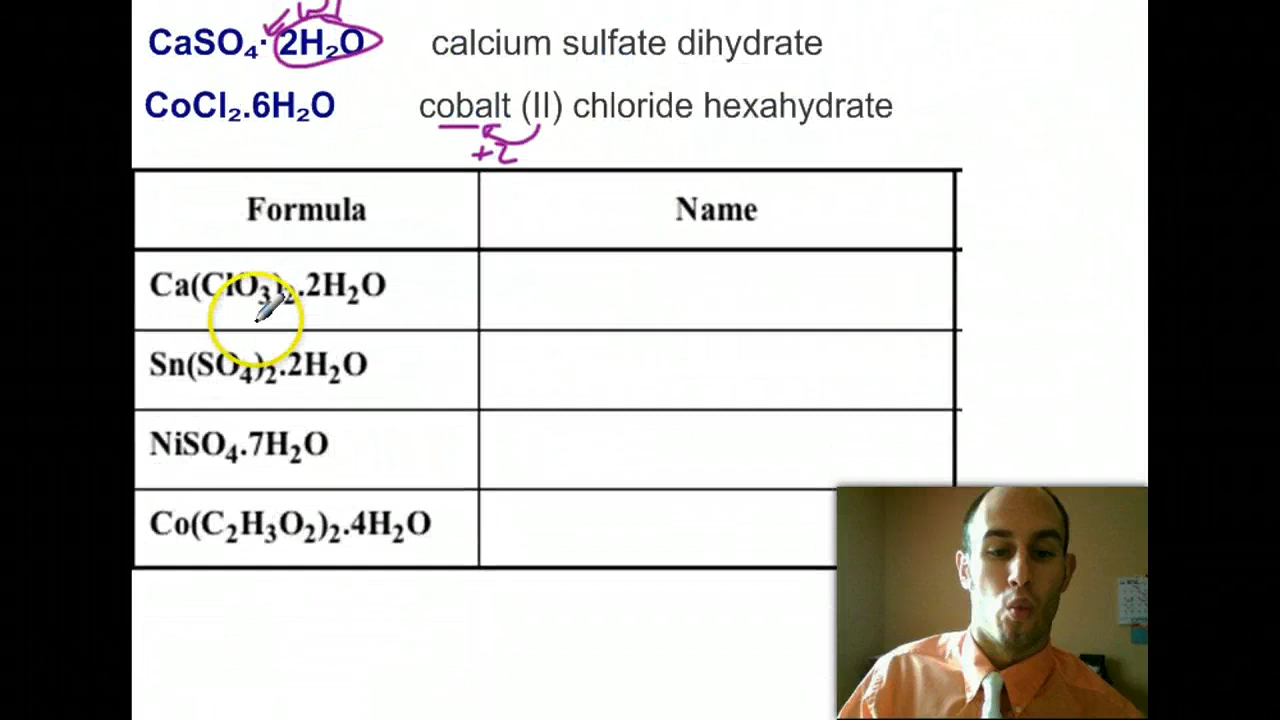 CaSO₄· 2H₂O calcium sulfate dihydrate
CoCl₂.6H₂O cobalt (II) chloride hexahydrate
+2
Formula Name
Ca(ClO₃)₂.2H₂O
Sn(SO₄)₂.2H₂O
NiSO₄.7H₂O
Co(C₂H₃O₂)₂.4H₂O